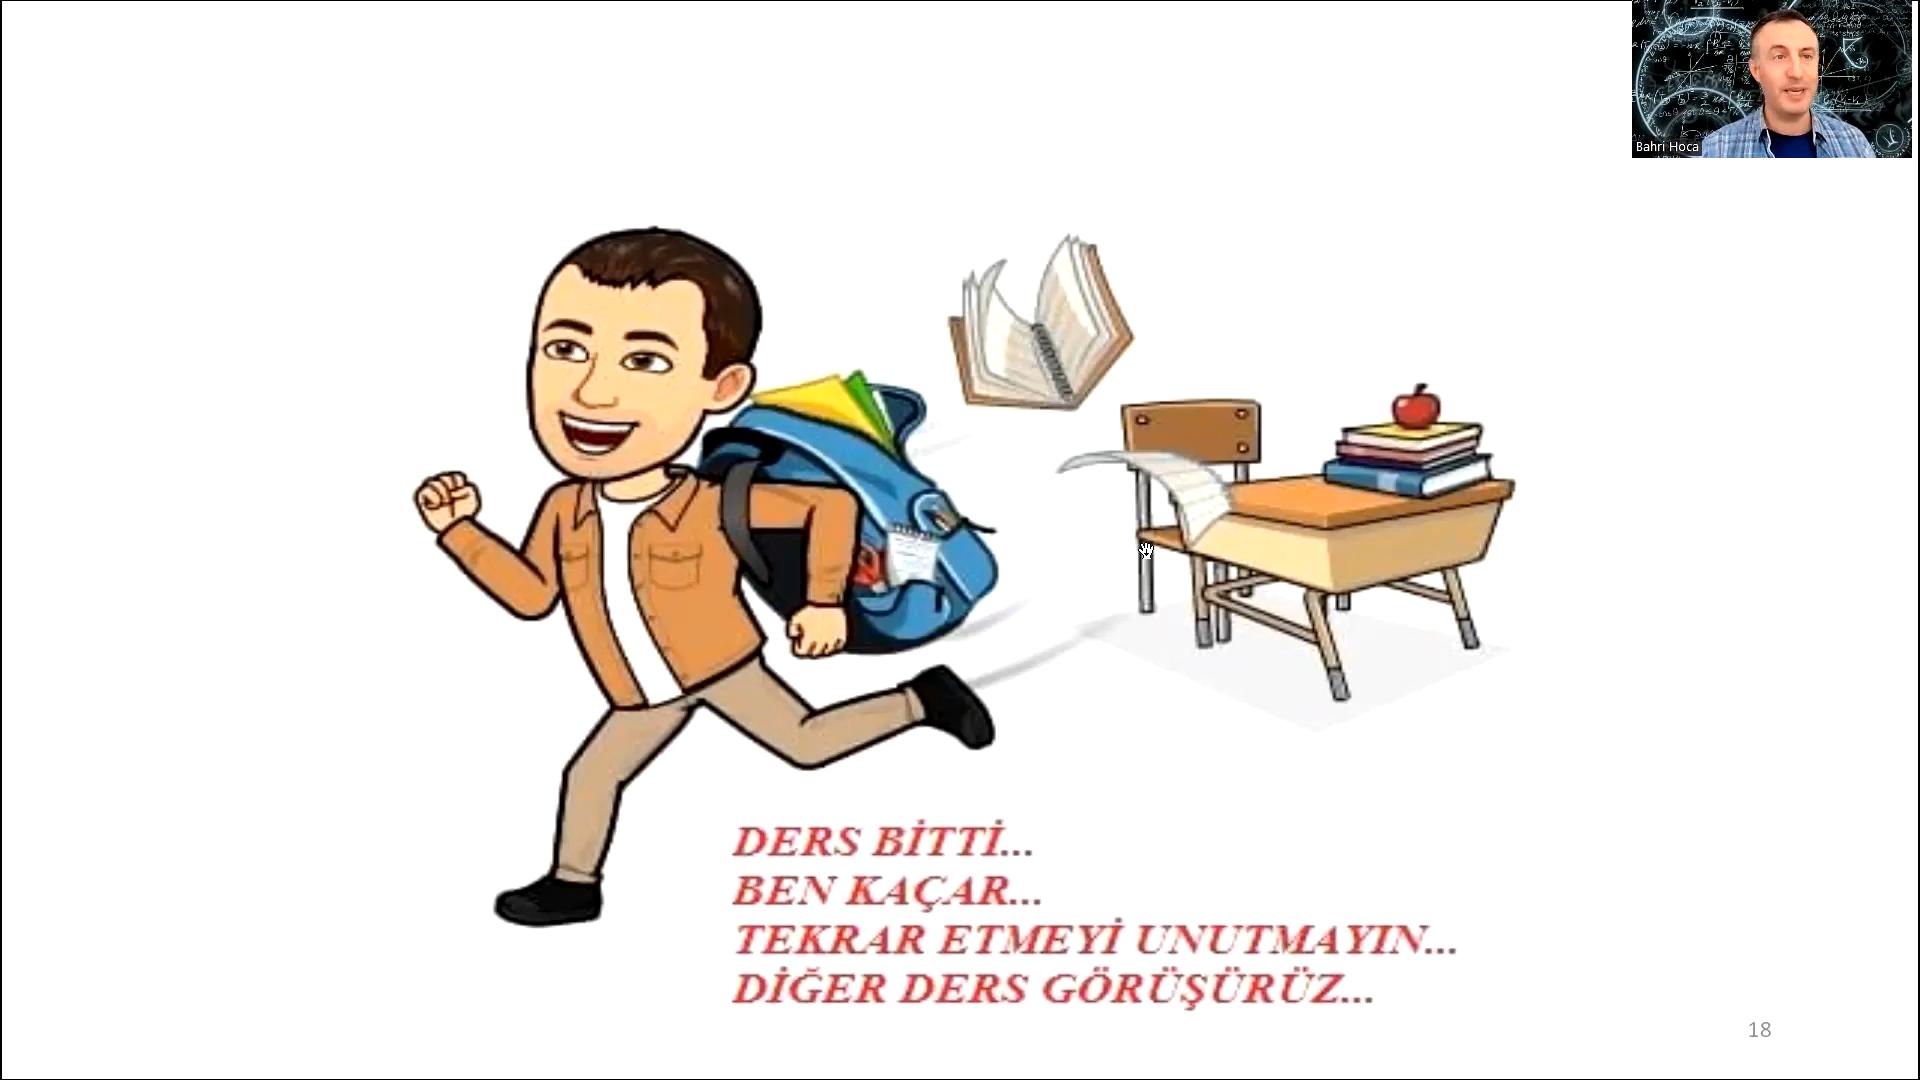 Bahri Hoca
DERS BİTTİ...
BEN KAÇAR...
TEKRAR ETMEYİ UNUTMAYIN...
DİĞER DERS GÖRÜŞÜRÜZ...
18